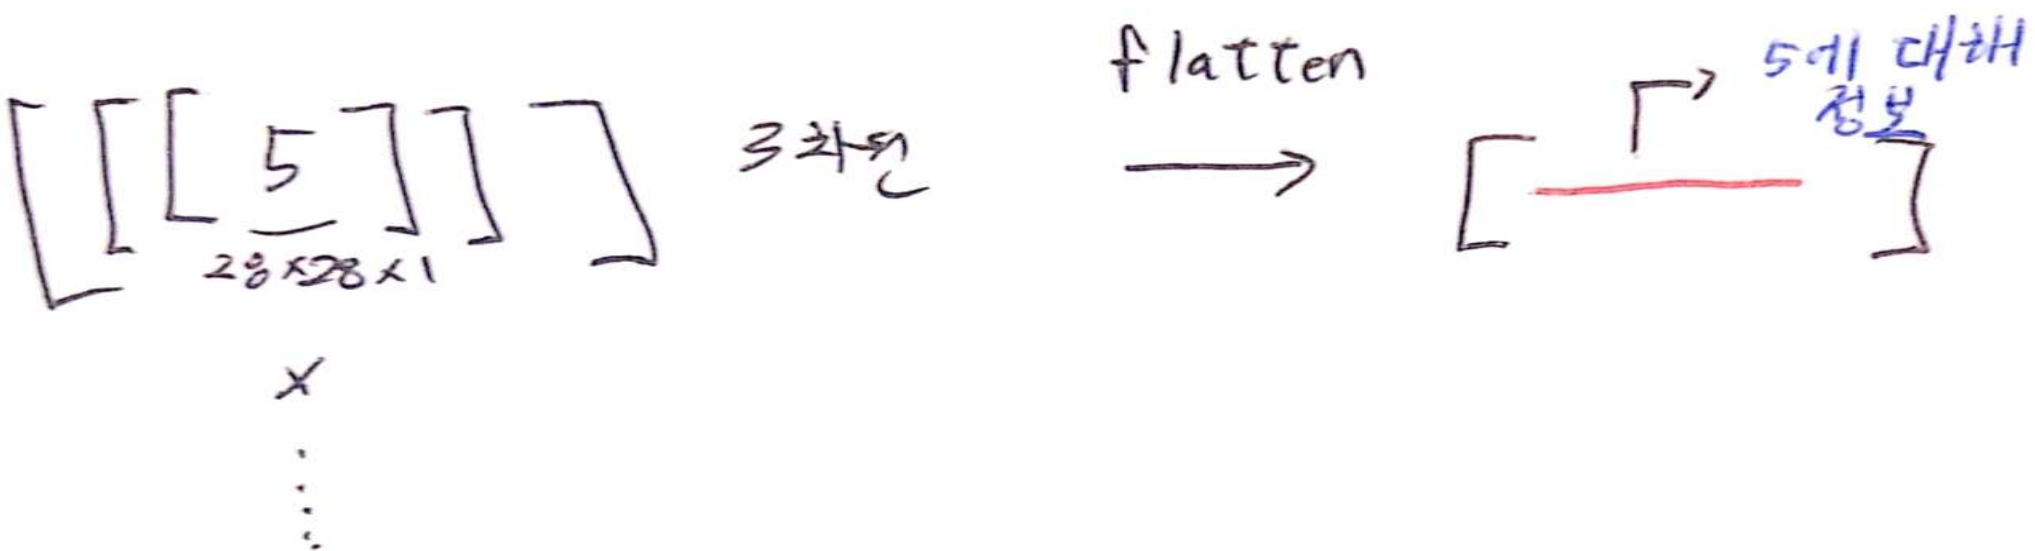 flatten
[ [ [ 5 ] ] ] 3차원 → [ ] → 5에 대해
정보
28×28×1
×